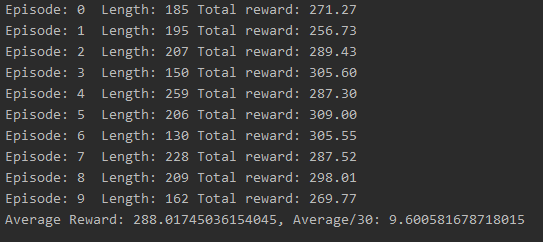 Episode: 0  Length: 185 Total reward: 271.27
Episode: 1  Length: 195 Total reward: 256.73
Episode: 2  Length: 207 Total reward: 289.43
Episode: 3  Length: 150 Total reward: 305.60
Episode: 4  Length: 259 Total reward: 287.30
Episode: 5  Length: 206 Total reward: 309.00
Episode: 6  Length: 130 Total reward: 305.55
Episode: 7  Length: 228 Total reward: 287.52
Episode: 8  Length: 209 Total reward: 298.01
Episode: 9  Length: 162 Total reward: 269.77
Average Reward: 288.01745036154045, Average/30: 9.600581678718015